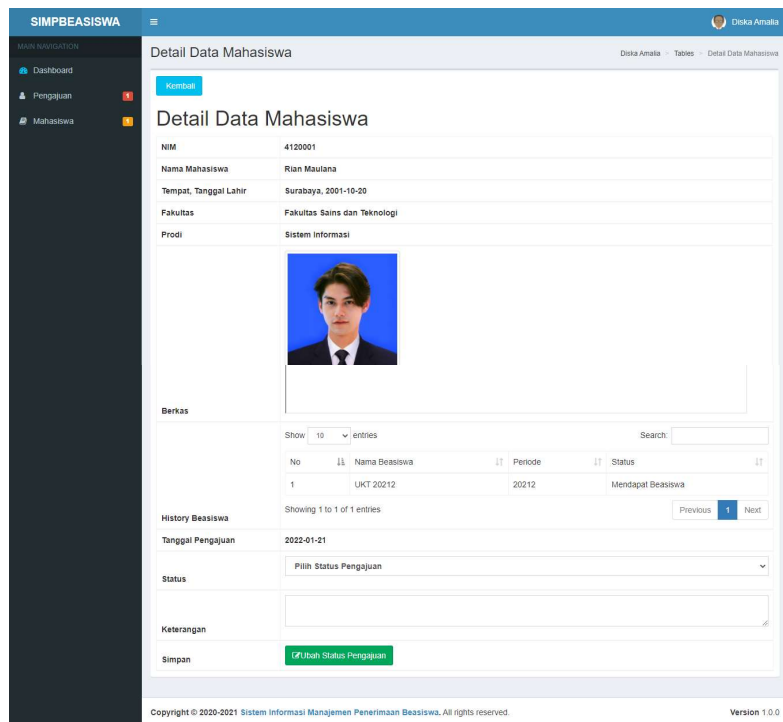 SIMPBEASISWA
Diska Amalia
MAIN NAVIGATION
Dashboard
Pengajuan 1
Mahasiswa 1
Detail Data Mahasiswa
Diska Amalia > Tables > Detail Data Mahasiswa
Kembali
Detail Data Mahasiswa
NIM 4120001
Nama Mahasiswa Rian Maulana
Tempat, Tanggal Lahir Surabaya, 2001-10-20
Fakultas Fakultas Sains dan Teknologi
Prodi Sistem Informasi
Berkas
Show 10 entries Search:
No Nama Beasiswa Periode Status
1 UKT 20212 20212 Mendapat Beasiswa
Showing 1 to 1 of 1 entries Previous 1 Next
History Beasiswa
Tanggal Pengajuan 2022-01-21
Pilih Status Pengajuan
Status
Keterangan
Simpan Ubah Status Pengajuan
Copyright © 2020-2021 Sistem Informasi Manajemen Penerimaan Beasiswa. All rights reserved. Version 1.0.0